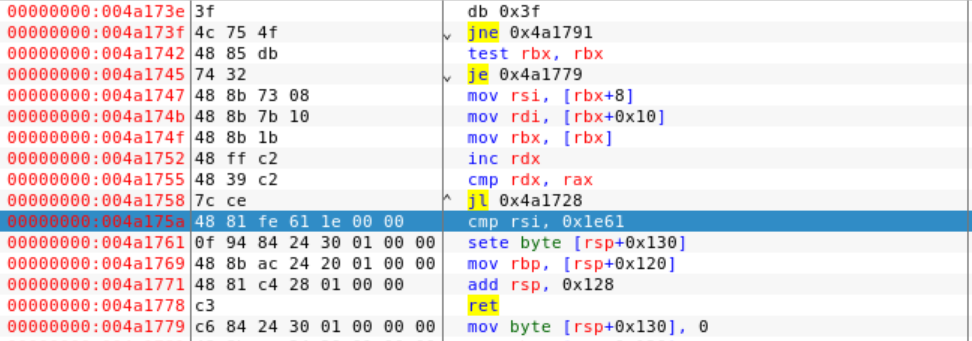 00000000:004a173e 3f db 0x3f
00000000:004a173f 4c 75 4f jne 0x4a1791
00000000:004a1742 48 85 db test rbx, rbx
00000000:004a1745 74 32 je 0x4a1779
00000000:004a1747 48 8b 73 08 mov rsi, [rbx+8]
00000000:004a174b 48 8b 7b 10 mov rdi, [rbx+0x10]
00000000:004a174f 48 8b 1b mov rbx, [rbx]
00000000:004a1752 48 ff c2 inc rdx
00000000:004a1755 48 39 c2 cmp rdx, rax
00000000:004a1758 7c ce jl 0x4a1728
00000000:004a175a 48 81 fe 61 1e 00 00 cmp rsi, 0x1e61
00000000:004a1761 0f 94 84 24 30 01 00 00 sete byte [rsp+0x130]
00000000:004a1769 48 8b ac 24 20 01 00 00 mov rbp, [rsp+0x120]
00000000:004a1771 48 81 c4 28 01 00 00 add rsp, 0x128
00000000:004a1778 c3 ret
00000000:004a1779 c6 84 24 30 01 00 00 00 mov byte [rsp+0x130], 0